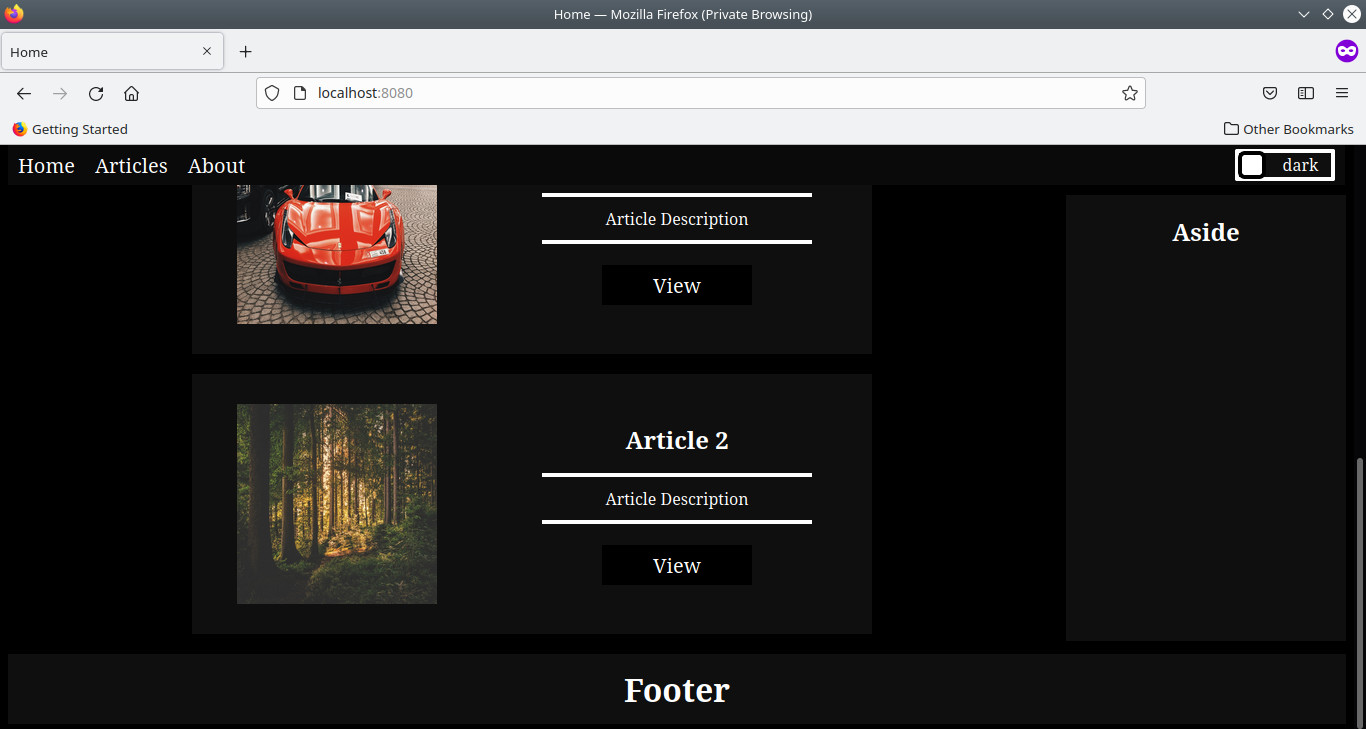 Home — Mozilla Firefox (Private Browsing)
Home
localhost:8080
Getting Started
Other Bookmarks
Home Articles About
dark
Article Description
View
Aside
Article 2
Article Description
View
Footer